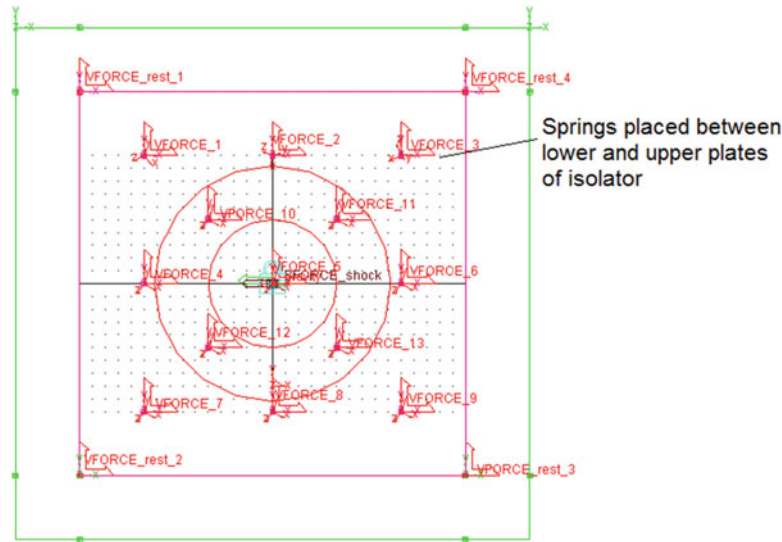 Y
Z X
Y
Z X
VFORCE_rest_1
VFORCE_rest_4
VFORCE_1
VFORCE_2
VFORCE_3
Springs placed between
lower and upper plates
of isolator
VFORCE_10
VFORCE_11
VFORCE_4
VFORCE_5
VFORCE_6
SFORCE_shock
VFORCE_12
VFORCE_13
VFORCE_7
VFORCE_8
VFORCE_9
VFORCE_rest_2
VFORCE_rest_3